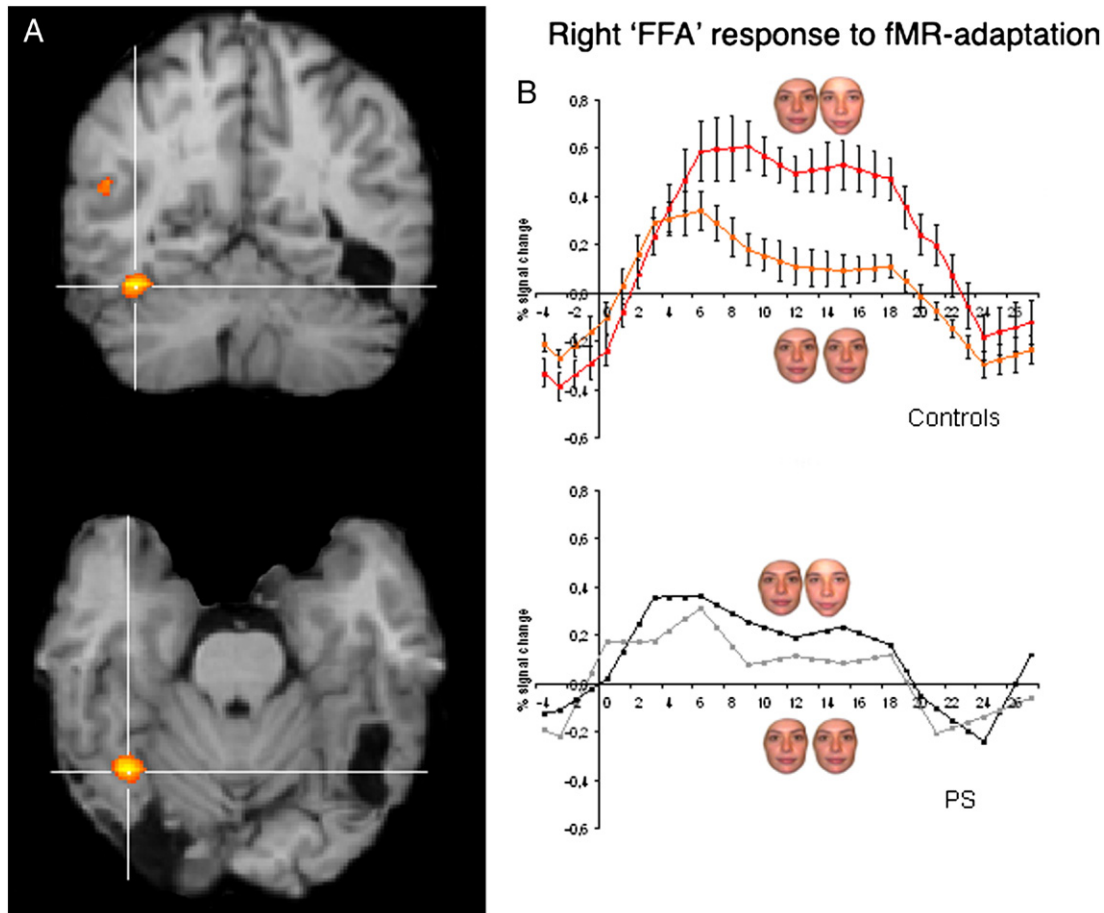 A
Right ‘FFA’ response to fMR-adaptation
B
0,8
0,6
0,4
0,2
0,0
-0,2
-0,4
-0,6
% signal change
-4 -2 0 2 4 6 8 10 12 14 16 18 20 22 24 26
Controls
0,8
0,6
0,4
0,2
0,0
-0,2
-0,4
-0,6
% signal change
-4 -2 0 2 4 6 8 10 12 14 16 18 20 22 24 26
PS